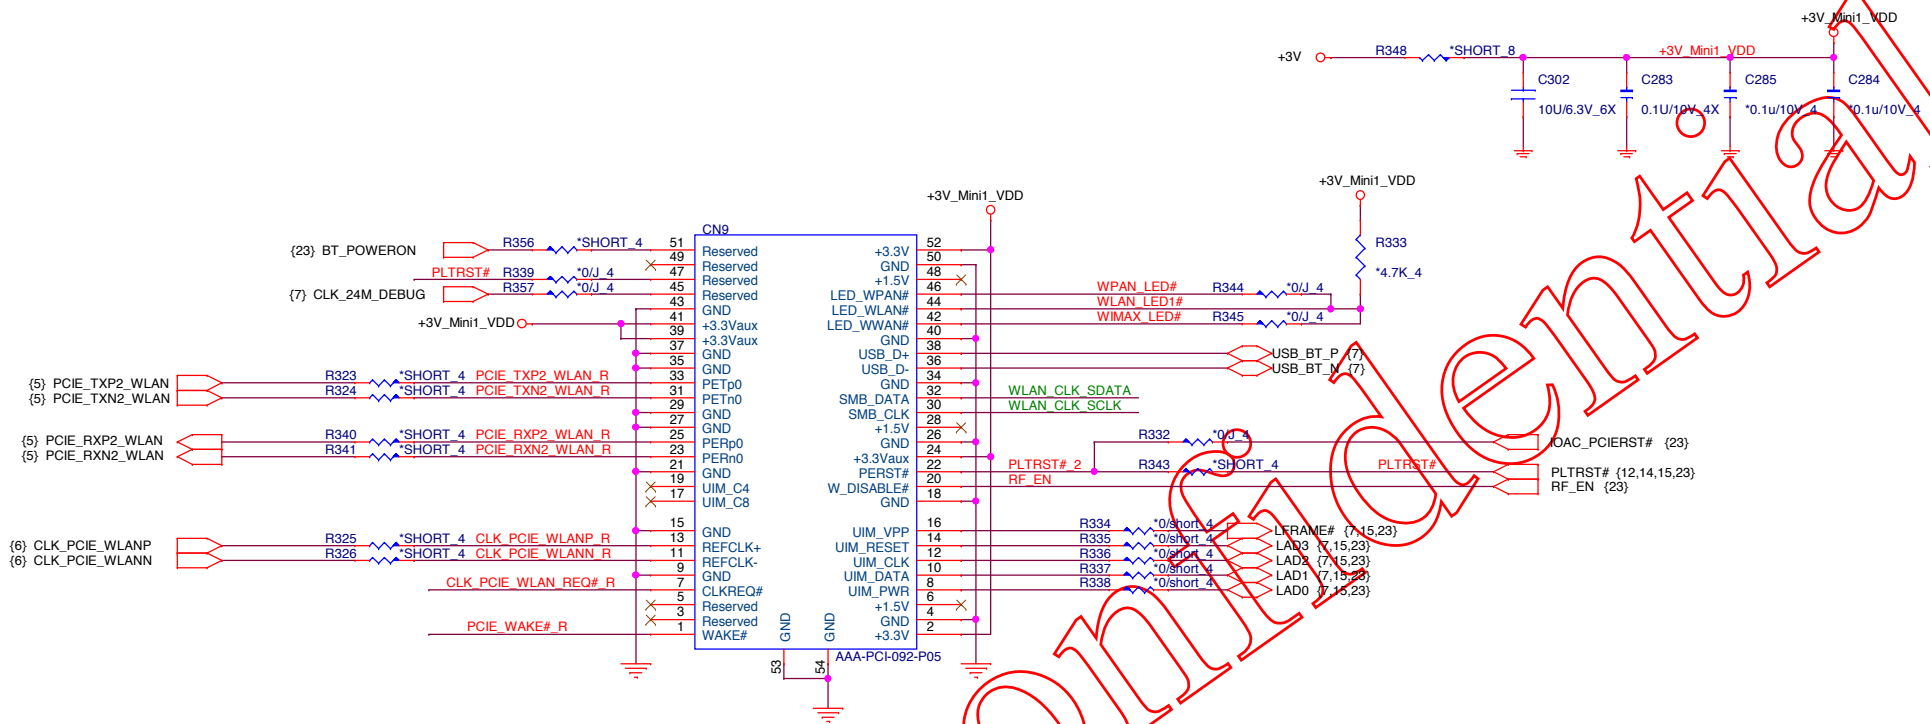 +3V_Mini1_VDD
+3V R348 *SHORT_8 +3V_Mini1_VDD
C302 C283 C285 C284
10U/6.3V_6X 0.1U/10V_4X *0.1u/10V_4 *0.1u/10V_4
+3V_Mini1_VDD
+3V_Mini1_VDD
R333
*4.7K_4
CN9
{23} BT_POWERON R356 *SHORT_4 51 Reserved +3.3V 52
49 Reserved GND 50
PLTRST# R339 *0/J_4 47 Reserved +1.5V 48
{7} CLK_24M_DEBUG R357 *0/J_4 45 Reserved LED_WPAN# 46 WPAN_LED# R344 *0/J_4
43 GND LED_WLAN# 44 WLAN_LED1#
+3V_Mini1_VDD 41 +3.3Vaux LED_WWAN# 42 WIMAX_LED# R345 *0/J_4
39 +3.3Vaux GND 40
37 GND USB_D+ 38 USB_BT_P {7}
35 GND USB_D- 36 USB_BT_N {7}
{5} PCIE_TXP2_WLAN R323 *SHORT_4 PCIE_TXP2_WLAN_R 33 PETp0 GND 34
{5} PCIE_TXN2_WLAN R324 *SHORT_4 PCIE_TXN2_WLAN_R 31 PETn0 SMB_DATA 32 WLAN_CLK_SDATA
29 GND SMB_CLK 30 WLAN_CLK_SCLK
27 GND +1.5V 28
{5} PCIE_RXP2_WLAN R340 *SHORT_4 PCIE_RXP2_WLAN_R 25 PERp0 GND 26 R332 *0/J_4 IOAC_PCIERST# {23}
{5} PCIE_RXN2_WLAN R341 *SHORT_4 PCIE_RXN2_WLAN_R 23 PERn0 +3.3Vaux 24
21 GND PERST# 22 PLTRST#_2 R343 *SHORT_4 PLTRST# PLTRST# {12,14,15,23}
19 UIM_C4 W_DISABLE# 20 RF_EN RF_EN {23}
17 UIM_C8 GND 18
15 GND UIM_VPP 16 R334 *0/short_4 LFRAME# {7,15,23}
{6} CLK_PCIE_WLANP R325 *SHORT_4 CLK_PCIE_WLANP_R 13 REFCLK+ UIM_RESET 14 R335 *0/short_4 LAD3 {7,15,23}
{6} CLK_PCIE_WLANN R326 *SHORT_4 CLK_PCIE_WLANN_R 11 REFCLK- UIM_CLK 12 R336 *0/short_4 LAD2 {7,15,23}
9 GND UIM_DATA 10 R337 *0/short_4 LAD1 {7,15,23}
CLK_PCIE_WLAN_REQ#_R 7 CLKREQ# UIM_PWR 8 R338 *0/short_4 LAD0 {7,15,23}
5 Reserved +1.5V 6
3 Reserved GND 4
PCIE_WAKE#_R 1 WAKE# +3.3V 2
GND GND
53 54
AAA-PCI-092-P05
onfidential